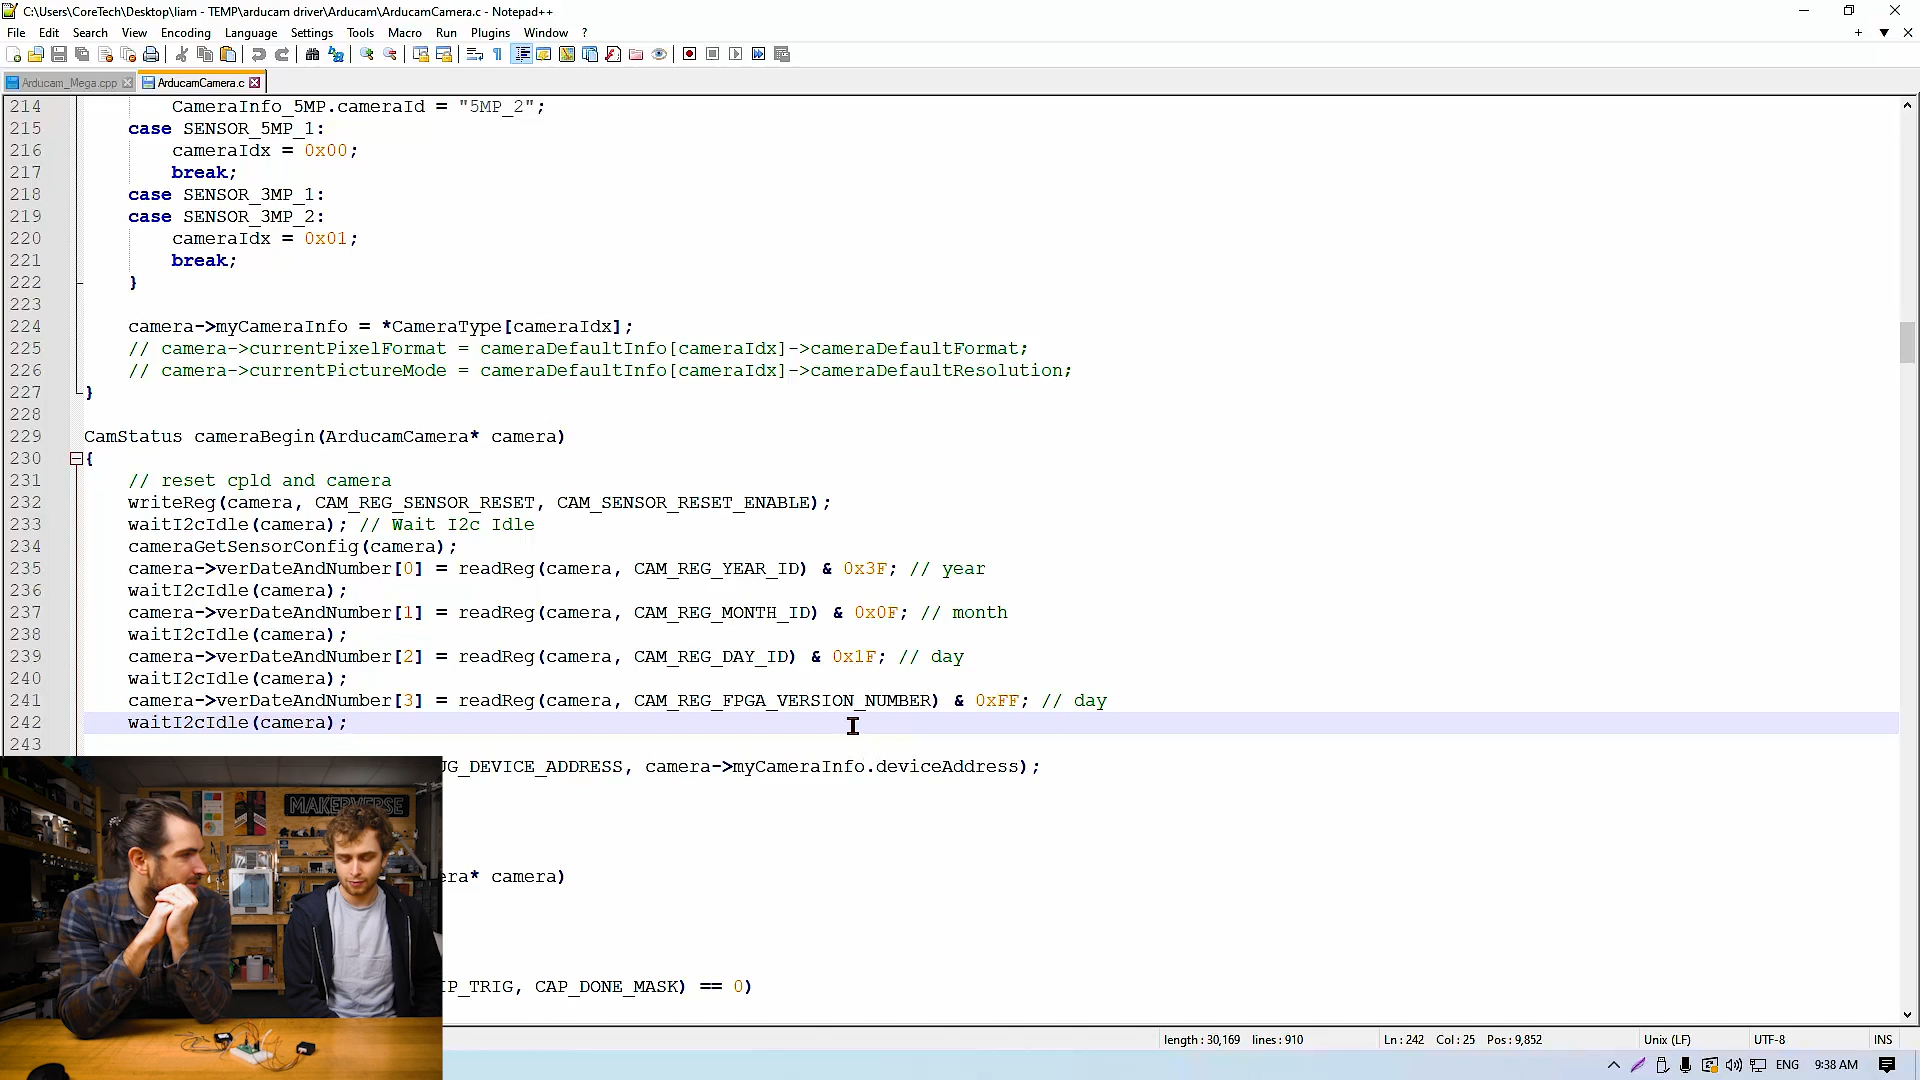 C:\Users\CoreTech\Desktop\liam - TEMP\arducam driver\Arducam\ArducamCamera.c - Notepad++
File Edit Search View Encoding Language Settings Tools Macro Run Plugins Window ?
Arducam_Mega.cpp ArducamCamera.c
214 CameraInfo_5MP.cameraId = "5MP_2";
215 case SENSOR_5MP_1:
216 cameraIdx = 0x00;
217 break;
218 case SENSOR_3MP_1:
219 case SENSOR_3MP_2:
220 cameraIdx = 0x01;
221 break;
222 }
223
224 camera->myCameraInfo = *CameraType[cameraIdx];
225 // camera->currentPixelFormat = cameraDefaultInfo[cameraIdx]->cameraDefaultFormat;
226 // camera->currentPictureMode = cameraDefaultInfo[cameraIdx]->cameraDefaultResolution;
227 }
228
229 CamStatus cameraBegin(ArducamCamera* camera)
230 {
231 // reset cpld and camera
232 writeReg(camera, CAM_REG_SENSOR_RESET, CAM_SENSOR_RESET_ENABLE);
233 waitI2cIdle(camera); // Wait I2c Idle
234 cameraGetSensorConfig(camera);
235 camera->verDateAndNumber[0] = readReg(camera, CAM_REG_YEAR_ID) & 0x3F; // year
236 waitI2cIdle(camera);
237 camera->verDateAndNumber[1] = readReg(camera, CAM_REG_MONTH_ID) & 0x0F; // month
238 waitI2cIdle(camera);
239 camera->verDateAndNumber[2] = readReg(camera, CAM_REG_DAY_ID) & 0x1F; // day
240 waitI2cIdle(camera);
241 camera->verDateAndNumber[3] = readReg(camera, CAM_REG_FPGA_VERSION_NUMBER) & 0xFF; // day
242 waitI2cIdle(camera);
243
G_DEVICE_ADDRESS, camera->myCameraInfo.deviceAddress);
MAKERVERSE
era* camera)
IP_TRIG, CAP_DONE_MASK) == 0)
length : 30,169 lines : 910 Ln : 242 Col : 25 Pos : 9,852 Unix (LF) UTF-8 INS
ENG 9:38 AM